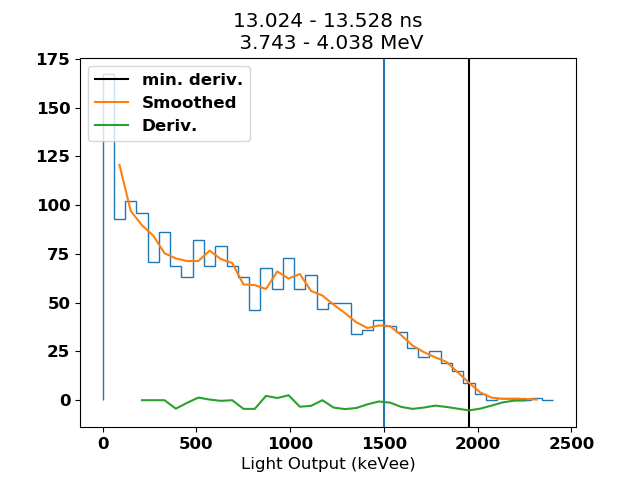 13.024 - 13.528 ns
3.743 - 4.038 MeV
175
150
125
100
75
50
25
0
min. deriv.
Smoothed
Deriv.
0
500
1000
1500
2000
2500
Light Output (keVee)